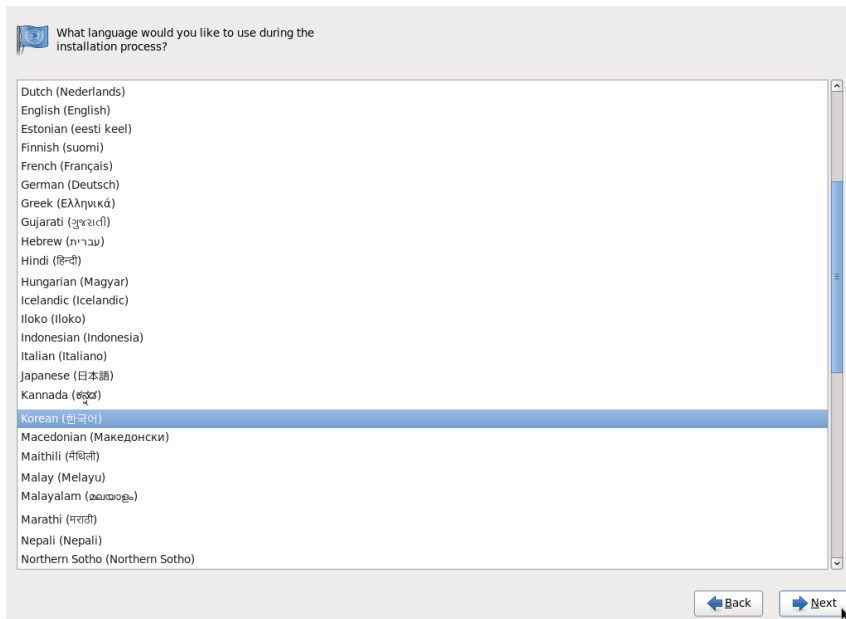 What language would you like to use during the
installation process?
Dutch (Nederlands)
English (English)
Estonian (eesti keel)
Finnish (suomi)
French (Français)
German (Deutsch)
Greek (Ελληνικά)
Gujarati (ગુજરાતી)
Hebrew (עברית)
Hindi (हिन्दी)
Hungarian (Magyar)
Icelandic (Icelandic)
Iloko (Iloko)
Indonesian (Indonesia)
Italian (Italiano)
Japanese (日本語)
Kannada (ಕನ್ನಡ)
Korean (한국어)
Macedonian (Македонски)
Maithili (मैथिली)
Malay (Melayu)
Malayalam (മലയാളം)
Marathi (मराठी)
Nepali (Nepali)
Northern Sotho (Northern Sotho)
Back
Next